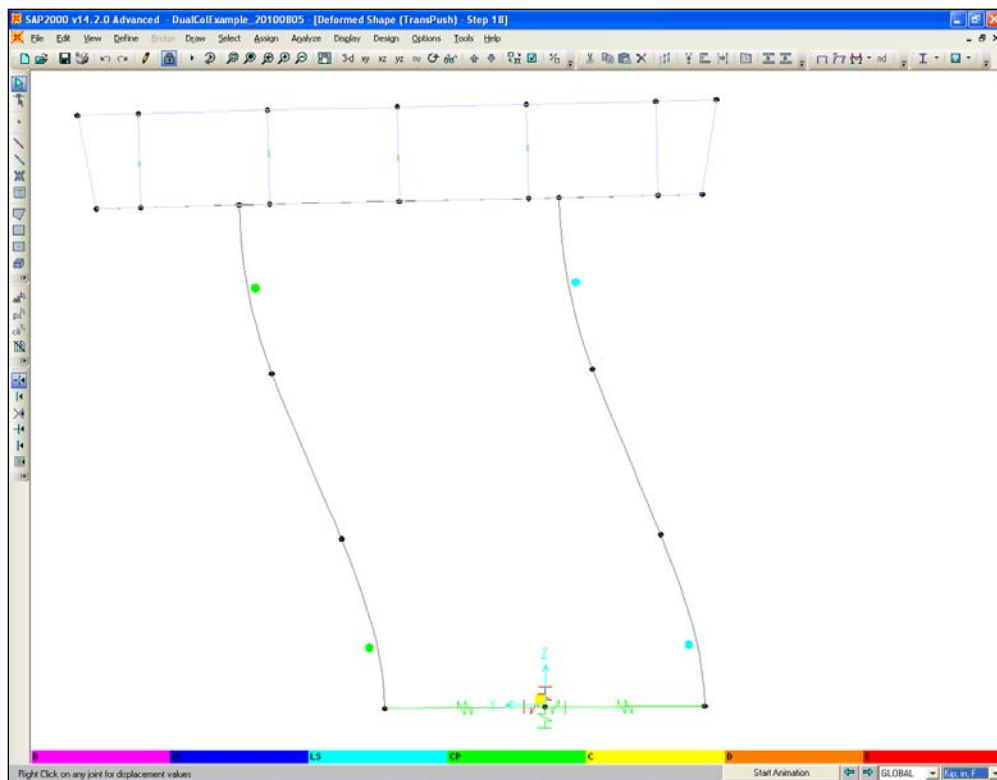 SAP2000 v14.2.0 Advanced - DualColExample_20100805 - [Deformed Shape (TransPush) - Step 18]
File Edit View Define Bridge Draw Select Assign Analyze Display Design Options Tools Help
3-d xy xz yz nv
nd
Z
Y
B LS CP C D E
Right Click on any joint for displacement values
Start Animation
GLOBAL
Kip, in, F